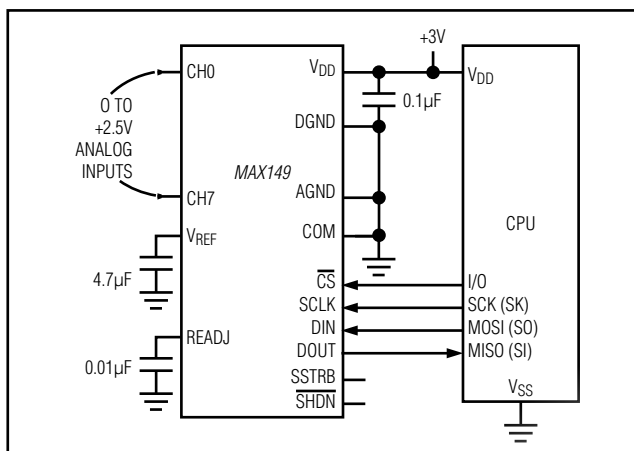 +3V
CH0
VDD
VDD
0.1µF
O TO
+2.5V
ANALOG
INPUTS
DGND
MAX149
AGND
CH7
CPU
COM
VREF
4.7µF
CS
I/O
SCLK
SCK (SK)
DIN
MOSI (SO)
READJ
DOUT
MISO (SI)
0.01µF
SSTRB
SHDN
VSS